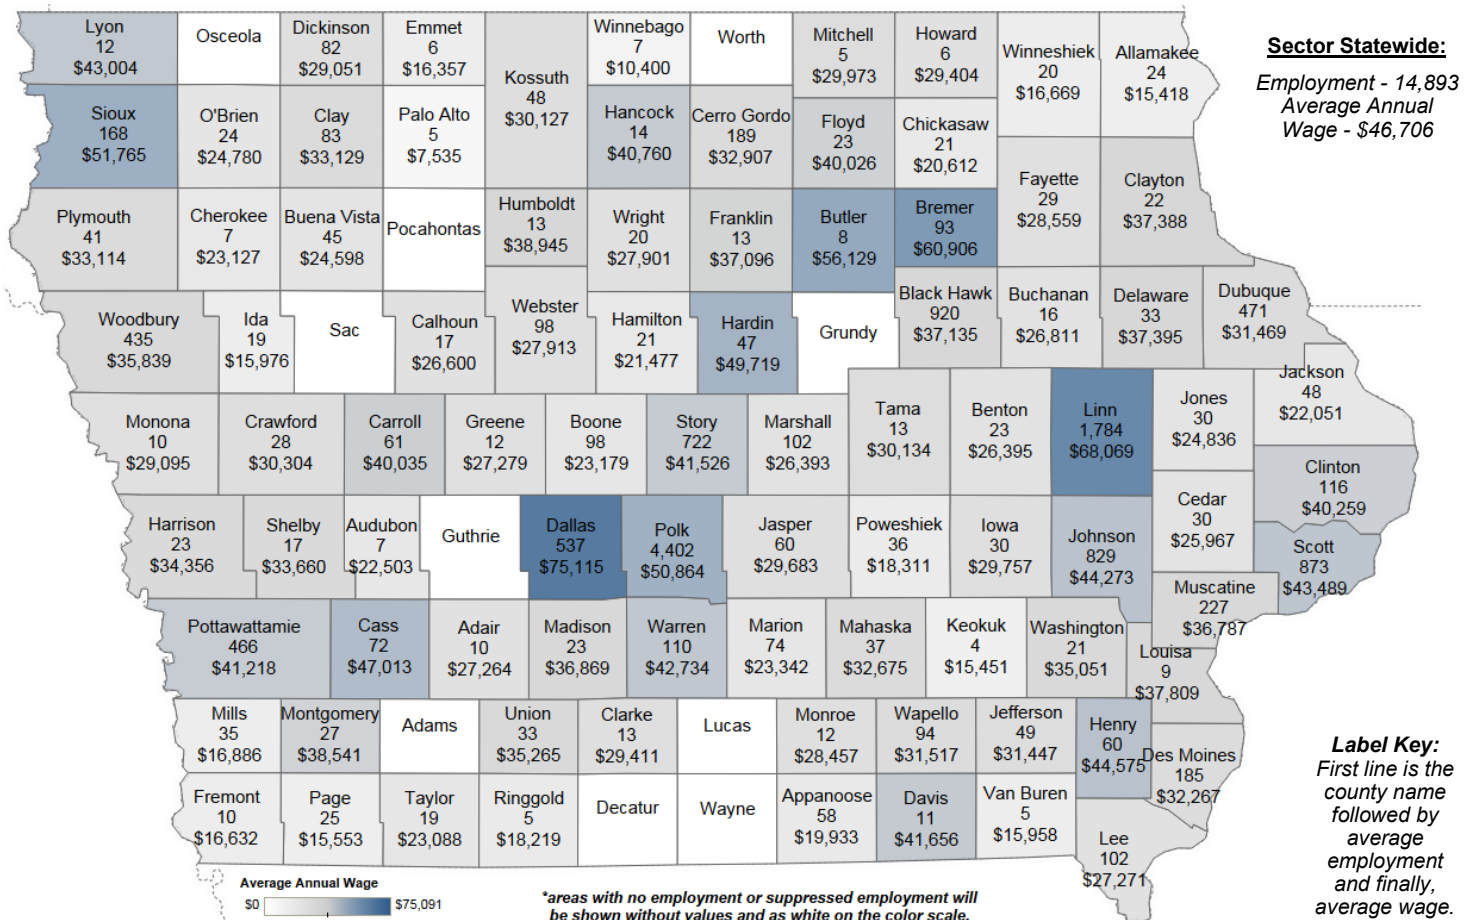 Lyon
12
$43,004
Osceola
Dickinson
82
$29,051
Emmet
6
$16,357
Kossuth
48
$30,127
Winnebago
7
$10,400
Worth
Mitchell
5
$29,973
Howard
6
$29,404
Winneshiek
20
$16,669
Allamakee
24
$15,418
Sector Statewide:
Employment - 14,893
Average Annual
Wage - $46,706
Sioux
168
$51,765
O'Brien
24
$24,780
Clay
83
$33,129
Palo Alto
5
$7,535
Hancock
14
$40,760
Cerro Gordo
189
$32,907
Floyd
23
$40,026
Chickasaw
21
$20,612
Fayette
29
$28,559
Clayton
22
$37,388
Plymouth
41
$33,114
Cherokee
7
$23,127
Buena Vista
45
$24,598
Pocahontas
Humboldt
13
$38,945
Wright
20
$27,901
Franklin
13
$37,096
Butler
8
$56,129
Bremer
93
$60,906
Woodbury
435
$35,839
Ida
19
$15,976
Sac
Calhoun
17
$26,600
Webster
98
$27,913
Hamilton
21
$21,477
Hardin
47
$49,719
Grundy
Black Hawk
920
$37,135
Buchanan
16
$26,811
Delaware
33
$37,395
Dubuque
471
$31,469
Jackson
48
$22,051
Monona
10
$29,095
Crawford
28
$30,304
Carroll
61
$40,035
Greene
12
$27,279
Boone
98
$23,179
Story
722
$41,526
Marshall
102
$26,393
Tama
13
$30,134
Benton
23
$26,395
Linn
1,784
$68,069
Jones
30
$24,836
Clinton
116
$40,259
Harrison
23
$34,356
Shelby
17
$33,660
Audubon
7
$22,503
Guthrie
Dallas
537
$75,115
Polk
4,402
$50,864
Jasper
60
$29,683
Poweshiek
36
$18,311
Iowa
30
$29,757
Johnson
829
$44,273
Cedar
30
$25,967
Scott
873
$43,489
Muscatine
227
$36,787
Pottawattamie
466
$41,218
Cass
72
$47,013
Adair
10
$27,264
Madison
23
$36,869
Warren
110
$42,734
Marion
74
$23,342
Mahaska
37
$32,675
Keokuk
4
$15,451
Washington
21
$35,051
Louisa
9
$37,809
Mills
35
$16,886
Montgomery
27
$38,541
Adams
Union
33
$35,265
Clarke
13
$29,411
Lucas
Monroe
12
$28,457
Wapello
94
$31,517
Jefferson
49
$31,447
Henry
60
$44,575
Des Moines
185
$32,267
Fremont
10
$16,632
Page
25
$15,553
Taylor
19
$23,088
Ringgold
5
$18,219
Decatur
Wayne
Appanoose
58
$19,933
Davis
11
$41,656
Van Buren
5
$15,958
Lee
102
$27,271
Label Key:
First line is the
county name
followed by
average
employment
and finally,
average wage.
Average Annual Wage
$0
$75,091
*areas with no employment or suppressed employment will
be shown without values and as white on the color scale.